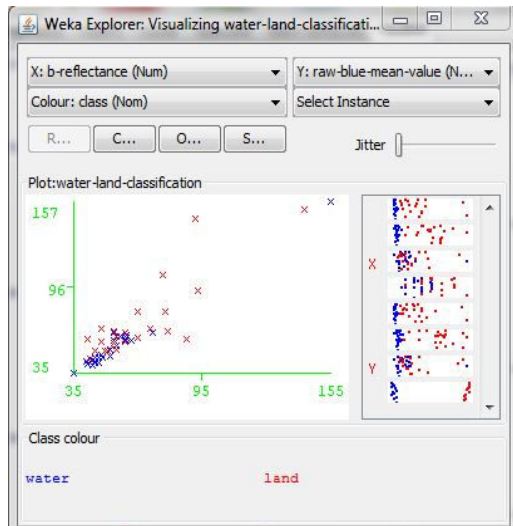 Weka Explorer: Visualizing water-land-classificati...
X: b-reflectance (Num)
Y: raw-blue-mean-value (N...
Colour: class (Nom)
Select Instance
R...
C...
O...
S...
Jitter
Plot:water-land-classification
157
96
35
35
95
155
X
Y
Class colour
water
land